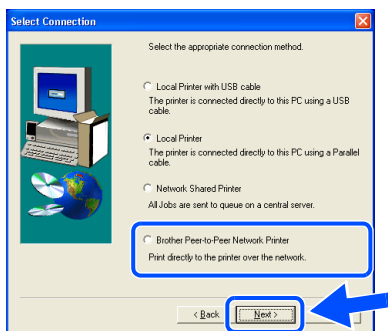 Select Connection
Select the appropriate connection method.
Local Printer with USB cable
The printer is connected directly to this PC using a USB
cable.
Local Printer
The printer is connected directly to this PC using a Parallel
cable.
Network Shared Printer
All Jobs are sent to queue on a central server.
Brother Peer-to-Peer Network Printer
Print directly to the printer over the network.
< Back
Next >